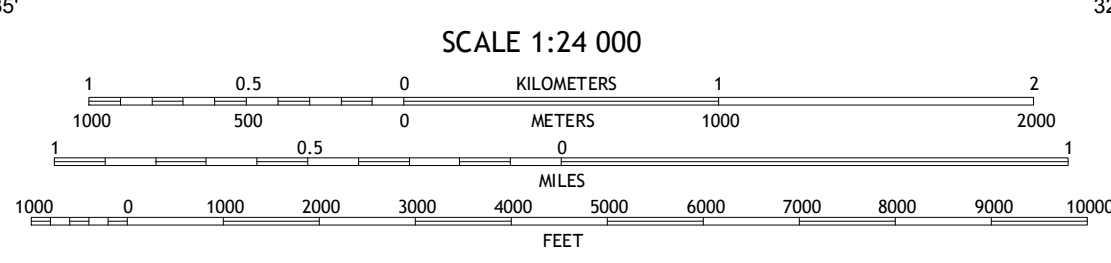 35'
32
SCALE 1:24 000
1 0.5 0 KILOMETERS 1 2
1000 500 0 METERS 1000 2000
1 0.5 0 1
MILES
1000 0 1000 2000 3000 4000 5000 6000 7000 8000 9000 10000
FEET